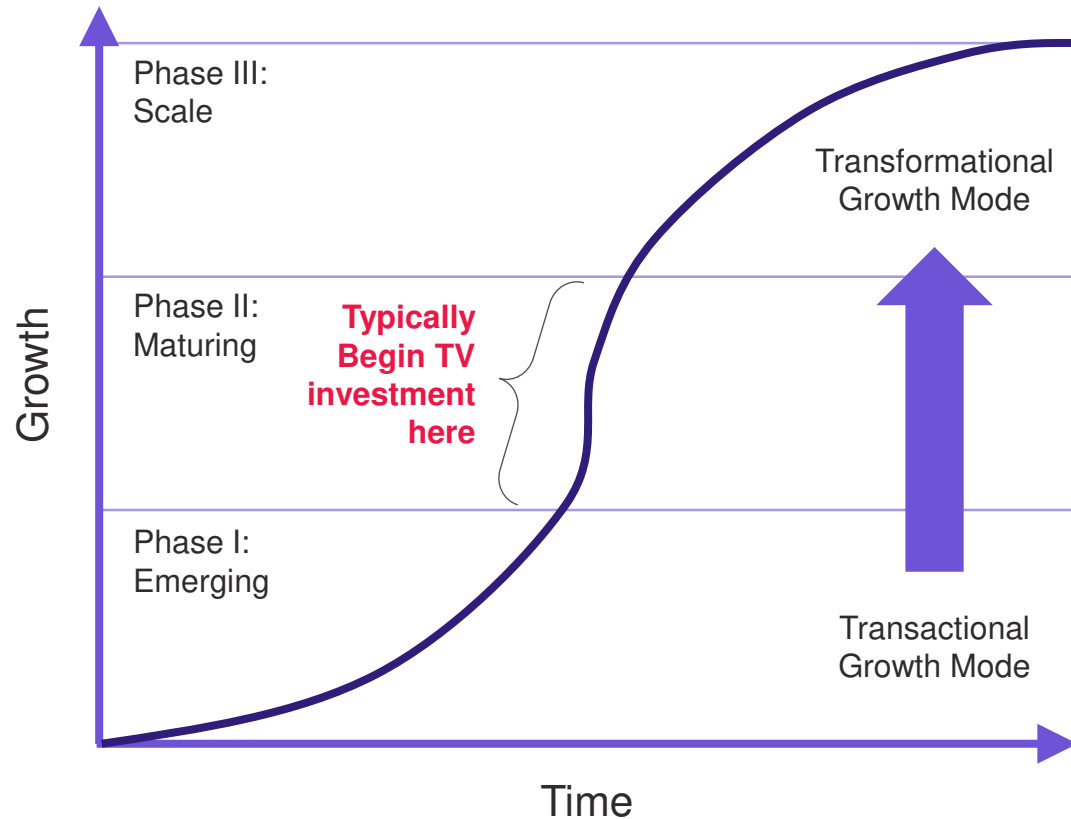 Phase III:
Scale
Transformational
Growth Mode
Phase II:
Maturing
Typically
Begin TV
investment
here
Growth
Phase I:
Emerging
Transactional
Growth Mode
Time